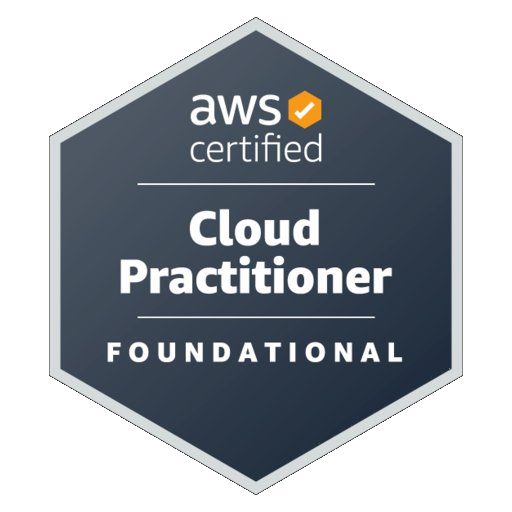 aws
certified
Cloud
Practitioner
FOUNDATIONAL